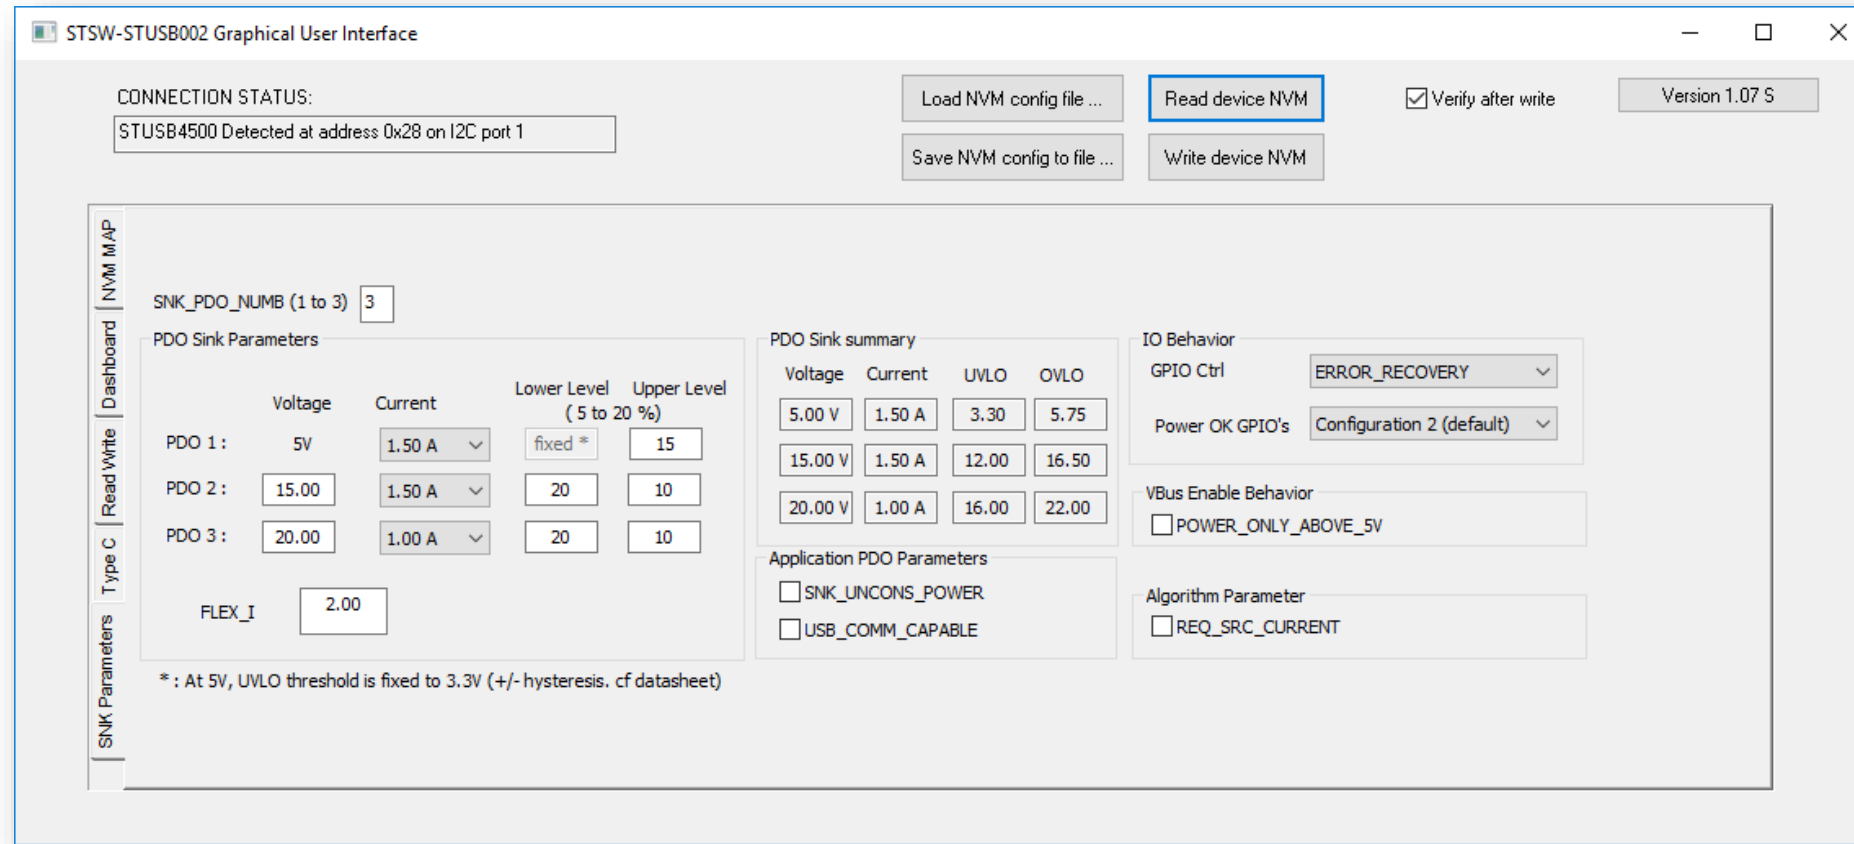 STSW-STUSB002 Graphical User Interface
CONNECTION STATUS:
STUSB4500 Detected at address 0x28 on I2C port 1
Load NVM config file ...
Read device NVM
Verify after write
Version 1.07 S
Save NVM config to file ...
Write device NVM
NVM MAP
Dashboard
Read Write
Type C
SNK Parameters
SNK_PDO_NUMB (1 to 3) 3
PDO Sink Parameters
Voltage Current Lower Level Upper Level
( 5 to 20 %)
PDO 1 : 5V 1.50 A fixed * 15
PDO 2 : 15.00 1.50 A 20 10
PDO 3 : 20.00 1.00 A 20 10
FLEX_I 2.00
* : At 5V, UVLO threshold is fixed to 3.3V (+/- hysteresis. cf datasheet)
PDO Sink summary
Voltage Current UVLO OVLO
5.00 V 1.50 A 3.30 5.75
15.00 V 1.50 A 12.00 16.50
20.00 V 1.00 A 16.00 22.00
Application PDO Parameters
SNK_UNCONS_POWER
USB_COMM_CAPABLE
IO Behavior
GPIO Ctrl ERROR_RECOVERY
Power OK GPIO's Configuration 2 (default)
VBus Enable Behavior
POWER_ONLY_ABOVE_5V
Algorithm Parameter
REQ_SRC_CURRENT